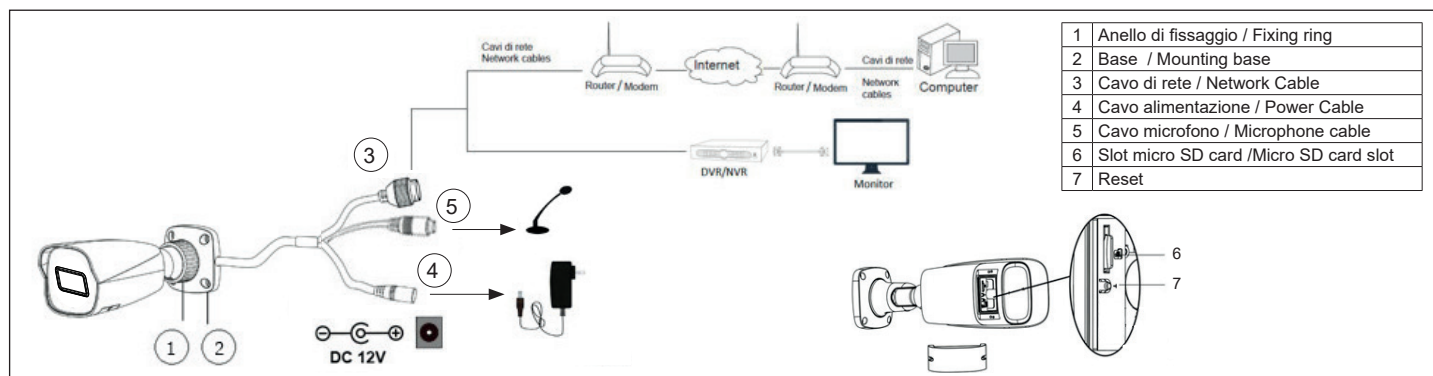 Cavi di rete
Network cables
Router / Modem
Internet
Router / Modem
Cavi di rete
Network
cables
Computer
DVR/NVR
Monitor
3
5
4
1
2
DC 12V
6
7
1 Anello di fissaggio / Fixing ring
2 Base / Mounting base
3 Cavo di rete / Network Cable
4 Cavo alimentazione / Power Cable
5 Cavo microfono / Microphone cable
6 Slot micro SD card /Micro SD card slot
7 Reset